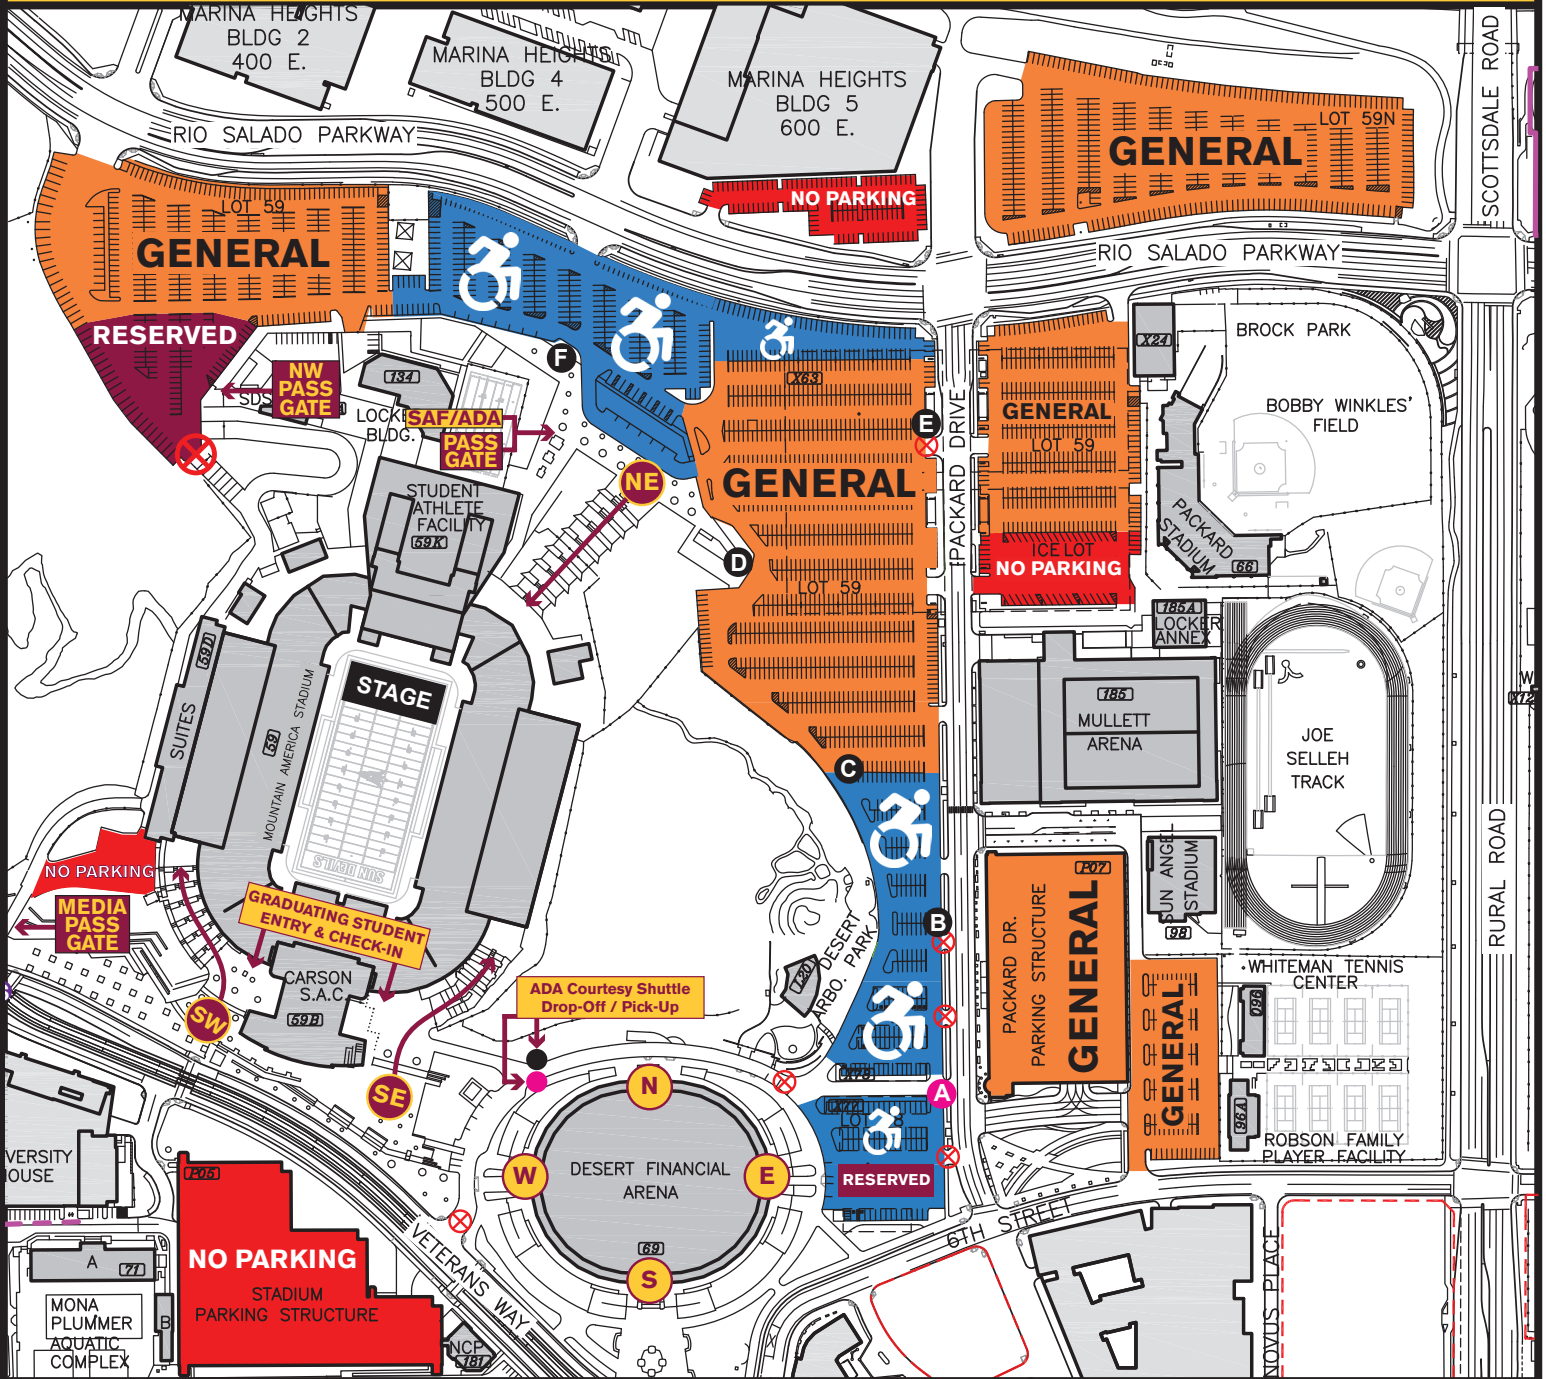 MARINA HEIGHTS
BLDG 2
400 E.
MARINA HEIGHTS
BLDG 4
500 E.
MARINA HEIGHTS
BLDG 5
600 E.
SCOTTSDALE ROAD
LOT 59N
GENERAL
RIO SALADO PARKWAY
NO PARKING
RIO SALADO PARKWAY
LOT 59
GENERAL
RESERVED
NW
PASS
GATE
SDS
134
LOCKER
BLDG.
SAF/ADA
PASS
GATE
F
X63
E
GENERAL
D
LOT 59
C
PACKARD DRIVE
GENERAL
LOT 59
ICE LOT
NO PARKING
X24
BROCK PARK
BOBBY WINKLES'
FIELD
PACKARD
STADIUM
66
185A
LOCKER
ANNEX
STUDENT
ATHLETE
FACILITY
59K
NE
59D
SUITES
59
MOUNTAIN AMERICA STADIUM
STAGE
SUN DEVILS
185
MULLETT
ARENA
JOE
SELLEH
TRACK
W
X12
RURAL ROAD
NO PARKING
MEDIA
PASS
GATE
GRADUATING STUDENT
ENTRY & CHECK-IN
CARSON
S.A.C.
59B
SW
SE
ADA Courtesy Shuttle
Drop-Off / Pick-Up
120
DESERT
ARBO. PARK
B
P07
PACKARD DR.
PARKING STRUCTURE
GENERAL
SUN ANGEL
STADIUM
98
WHITEMAN TENNIS
CENTER
96
GENERAL
96A
ROBSON FAMILY
PLAYER FACILITY
X78
A
RESERVED
N
W
DESERT FINANCIAL
ARENA
E
69
S
6TH STREET
VETERANS WAY
NOVUS PLACE
VERSITY
HOUSE
P05
NO PARKING
STADIUM
PARKING STRUCTURE
A
71
MONA
PLUMMER
AQUATIC
COMPLEX
B
NCP
181